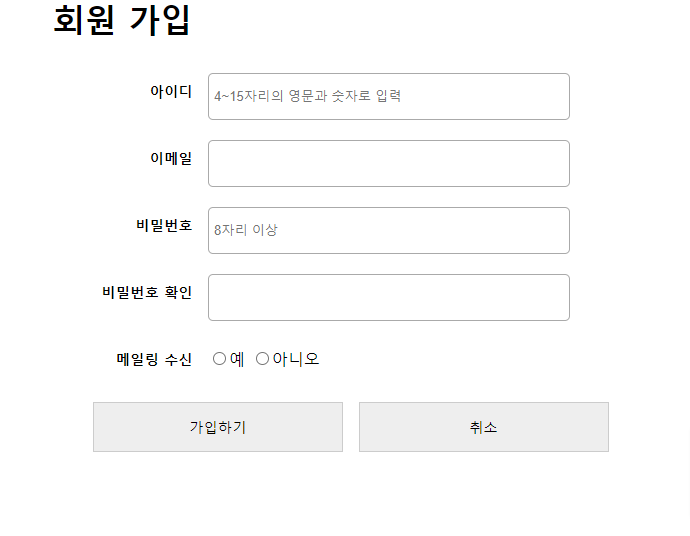 회원 가입
아이디 4~15자리의 영문과 숫자로 입력
이메일
비밀번호 8자리 이상
비밀번호 확인
메일링 수신 예 아니오
가입하기 취소